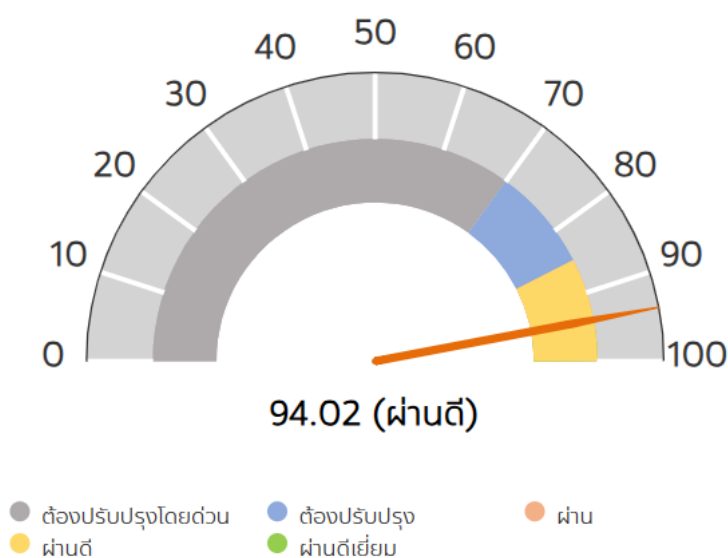 50
40
60
30
70
20
80
10
90
0
100
94.02 (ผ่านดี)
ต้องปรับปรุงโดยด่วน
ต้องปรับปรุง
ผ่าน
ผ่านดี
ผ่านดีเยี่ยม